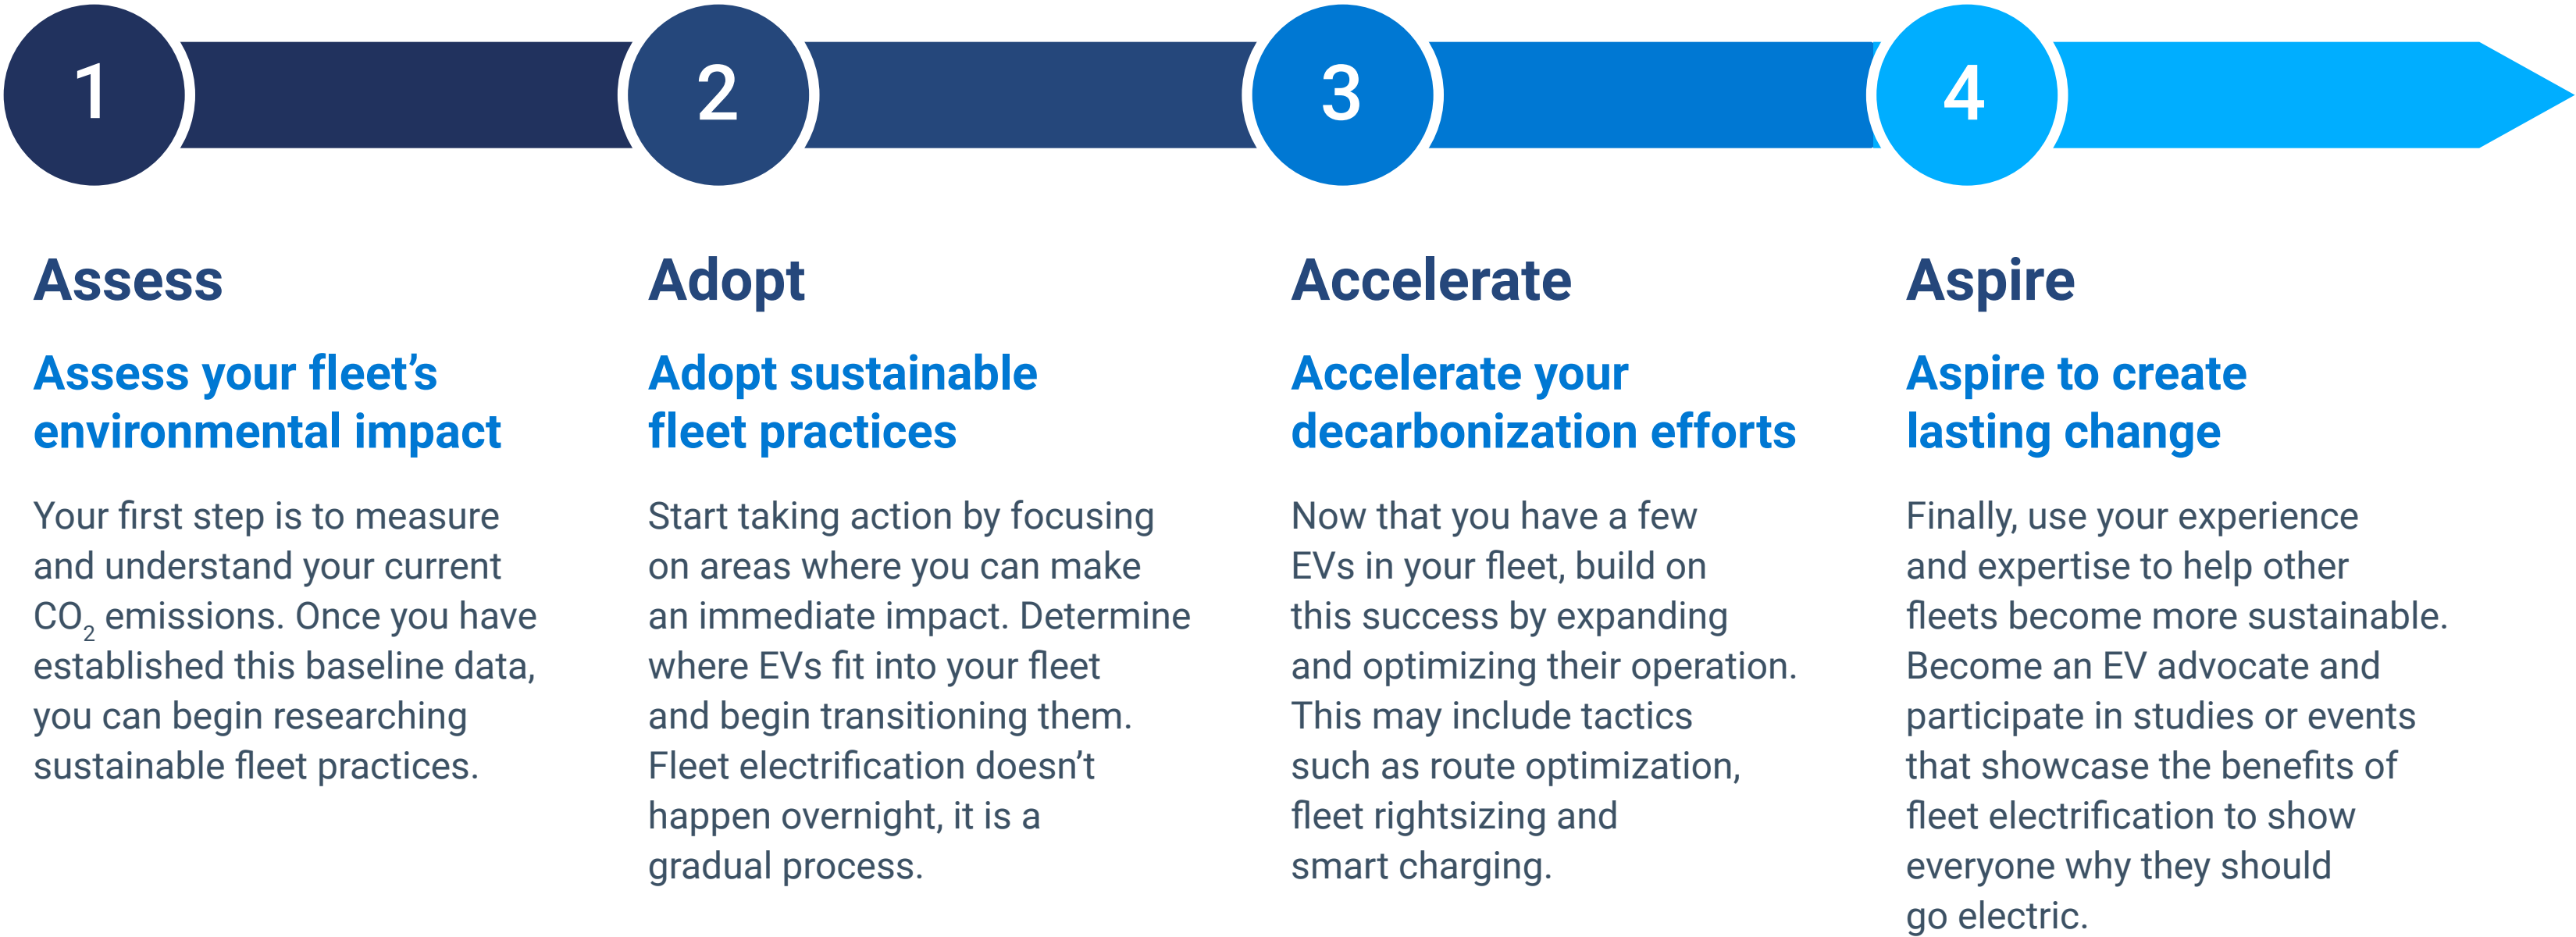 1
2
3
4
Assess
Assess your fleet’s
environmental impact
Your first step is to measure
and understand your current
CO₂ emissions. Once you have
established this baseline data,
you can begin researching
sustainable fleet practices.
Adopt
Adopt sustainable
fleet practices
Start taking action by focusing
on areas where you can make
an immediate impact. Determine
where EVs fit into your fleet
and begin transitioning them.
Fleet electrification doesn’t
happen overnight, it is a
gradual process.
Accelerate
Accelerate your
decarbonization efforts
Now that you have a few
EVs in your fleet, build on
this success by expanding
and optimizing their operation.
This may include tactics
such as route optimization,
fleet rightsizing and
smart charging.
Aspire
Aspire to create
lasting change
Finally, use your experience
and expertise to help other
fleets become more sustainable.
Become an EV advocate and
participate in studies or events
that showcase the benefits of
fleet electrification to show
everyone why they should
go electric.